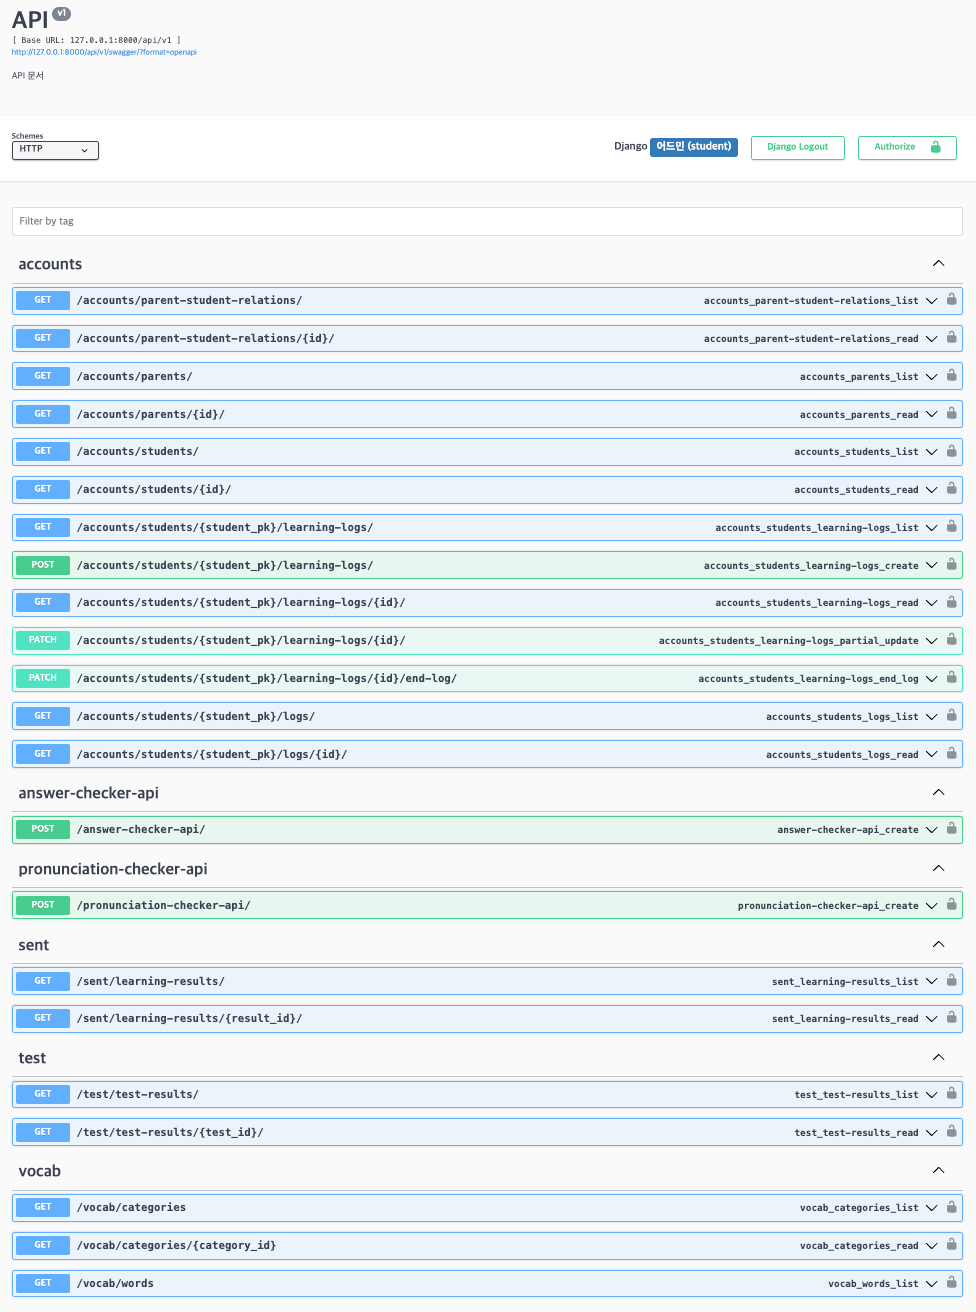 API v1
[ Base URL: 127.0.0.1:8000/api/v1 ]
http://127.0.0.1:8000/api/v1/swagger/?format=openapi
API 문서
Schemes
HTTP
Django 어드민 (student) Django Logout Authorize
Filter by tag
accounts
GET /accounts/parent-student-relations/ accounts_parent-student-relations_list
GET /accounts/parent-student-relations/{id}/ accounts_parent-student-relations_read
GET /accounts/parents/ accounts_parents_list
GET /accounts/parents/{id}/ accounts_parents_read
GET /accounts/students/ accounts_students_list
GET /accounts/students/{id}/ accounts_students_read
GET /accounts/students/{student_pk}/learning-logs/ accounts_students_learning-logs_list
POST /accounts/students/{student_pk}/learning-logs/ accounts_students_learning-logs_create
GET /accounts/students/{student_pk}/learning-logs/{id}/ accounts_students_learning-logs_read
PATCH /accounts/students/{student_pk}/learning-logs/{id}/ accounts_students_learning-logs_partial_update
PATCH /accounts/students/{student_pk}/learning-logs/{id}/end-log/ accounts_students_learning-logs_end_log
GET /accounts/students/{student_pk}/logs/ accounts_students_logs_list
GET /accounts/students/{student_pk}/logs/{id}/ accounts_students_logs_read
answer-checker-api
POST /answer-checker-api/ answer-checker-api_create
pronunciation-checker-api
POST /pronunciation-checker-api/ pronunciation-checker-api_create
sent
GET /sent/learning-results/ sent_learning-results_list
GET /sent/learning-results/{result_id}/ sent_learning-results_read
test
GET /test/test-results/ test_test-results_list
GET /test/test-results/{test_id}/ test_test-results_read
vocab
GET /vocab/categories vocab_categories_list
GET /vocab/categories/{category_id} vocab_categories_read
GET /vocab/words vocab_words_list